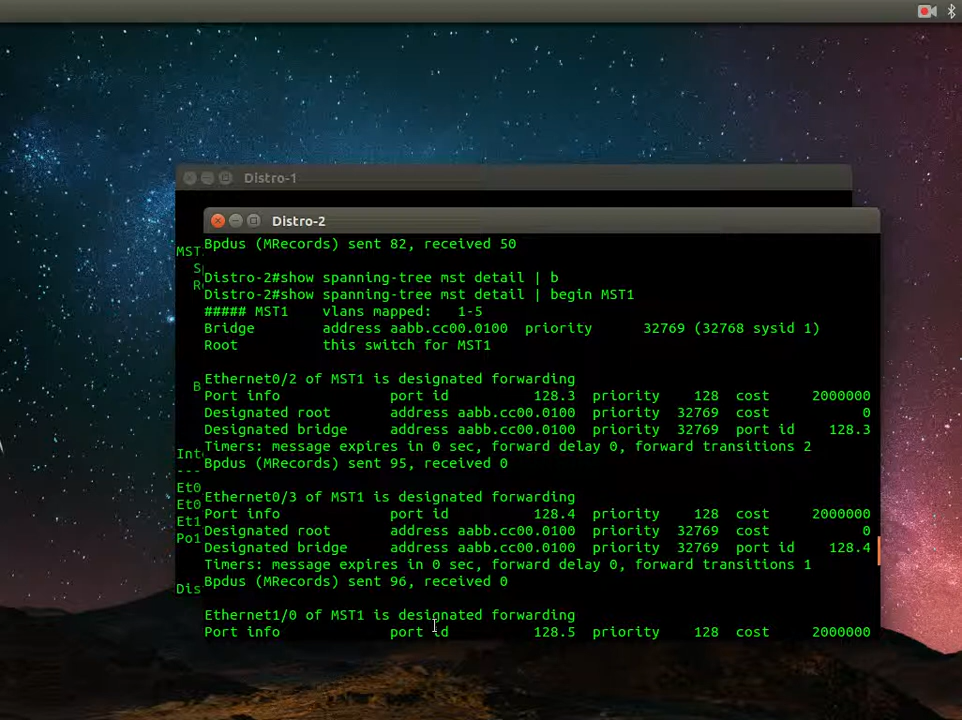 Distro-1
Distro-2
MST
S
R
B
Int
---
Et0
Et0
Et1
Po1
Dis
Bpdus (MRecords) sent 82, received 50
Distro-2#show spanning-tree mst detail | b
Distro-2#show spanning-tree mst detail | begin MST1
##### MST1 vlans mapped: 1-5
Bridge address aabb.cc00.0100 priority 32769 (32768 sysid 1)
Root this switch for MST1
Ethernet0/2 of MST1 is designated forwarding
Port info port id 128.3 priority 128 cost 2000000
Designated root address aabb.cc00.0100 priority 32769 cost 0
Designated bridge address aabb.cc00.0100 priority 32769 port id 128.3
Timers: message expires in 0 sec, forward delay 0, forward transitions 2
Bpdus (MRecords) sent 95, received 0
Ethernet0/3 of MST1 is designated forwarding
Port info port id 128.4 priority 128 cost 2000000
Designated root address aabb.cc00.0100 priority 32769 cost 0
Designated bridge address aabb.cc00.0100 priority 32769 port id 128.4
Timers: message expires in 0 sec, forward delay 0, forward transitions 1
Bpdus (MRecords) sent 96, received 0
Ethernet1/0 of MST1 is designated forwarding
Port info port id 128.5 priority 128 cost 2000000